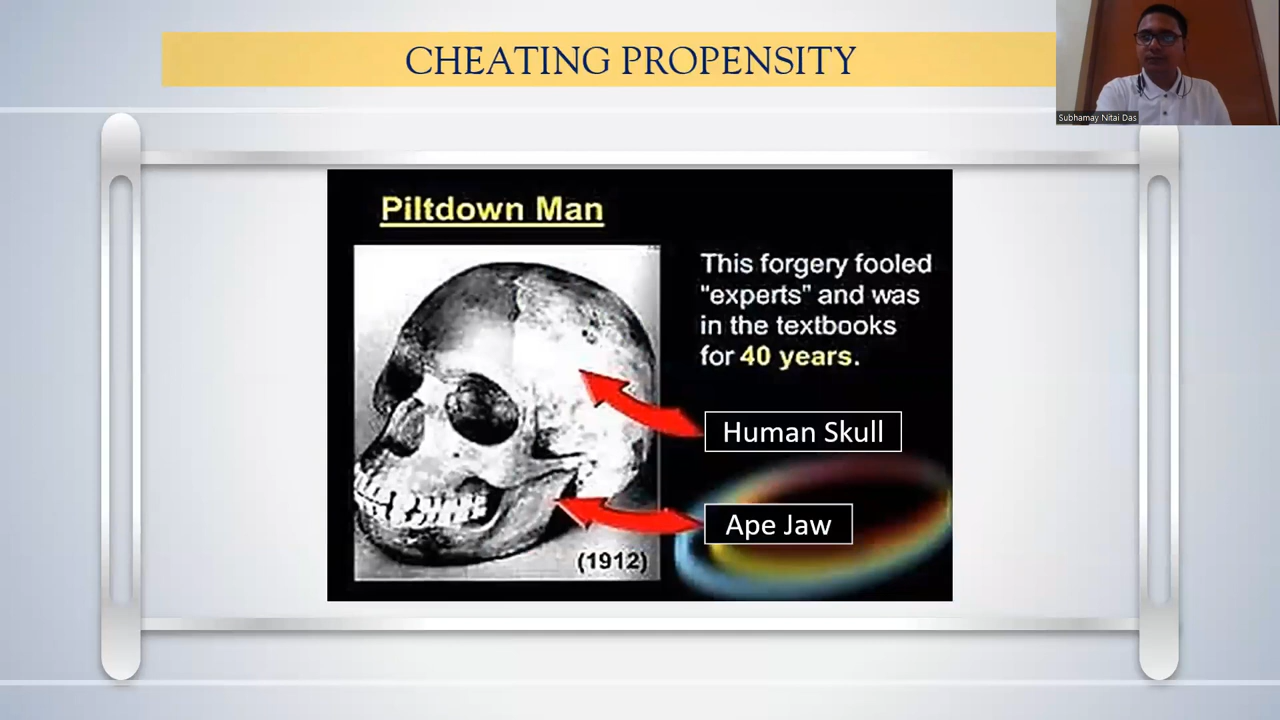 CHEATING PROPENSITY
Subhamay Nitai Das
Piltdown Man
This forgery fooled
"experts" and was
in the textbooks
for 40 years.
Human Skull
Ape Jaw
(1912)